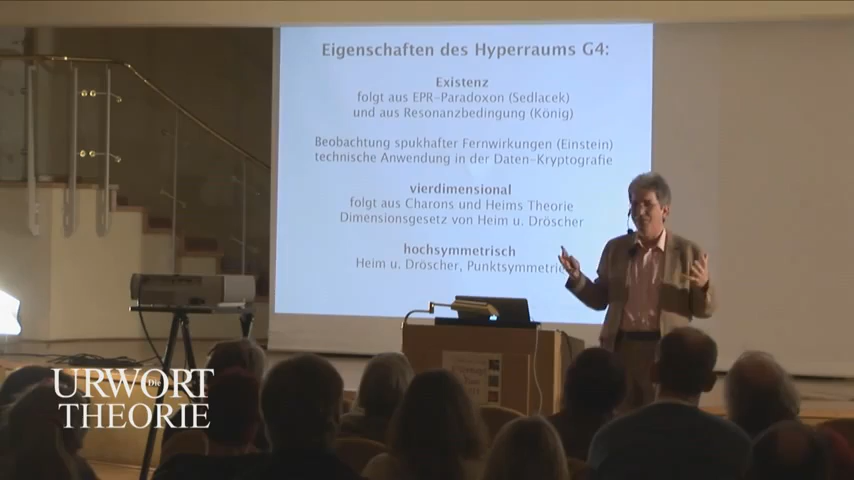 Eigenschaften des Hyperraums G4:
Existenz
folgt aus EPR-Paradoxon (Sedlacek)
und aus Resonanzbedingung (König)
Beobachtung spukhafter Fernwirkungen (Einstein)
technische Anwendung in der Daten-Kryptografie
vierdimensional
folgt aus Charons und Heims Theorie
Dimensionsgesetz von Heim u. Dröscher
hochsymmetrisch
Heim u. Dröscher, Punktsymmetrie
Die
URWORT
THEORIE